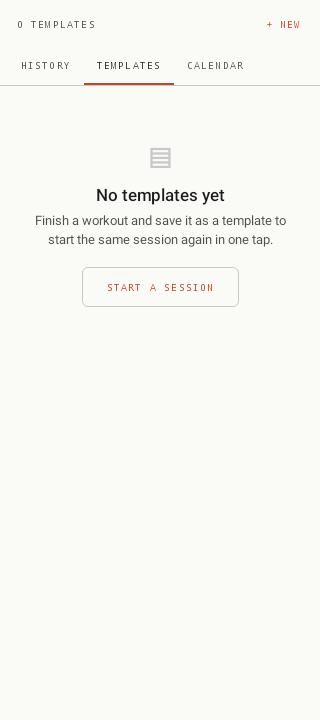 0 TEMPLATES
+ NEW
HISTORY
TEMPLATES
CALENDAR
No templates yet
Finish a workout and save it as a template to
start the same session again in one tap.
START A SESSION